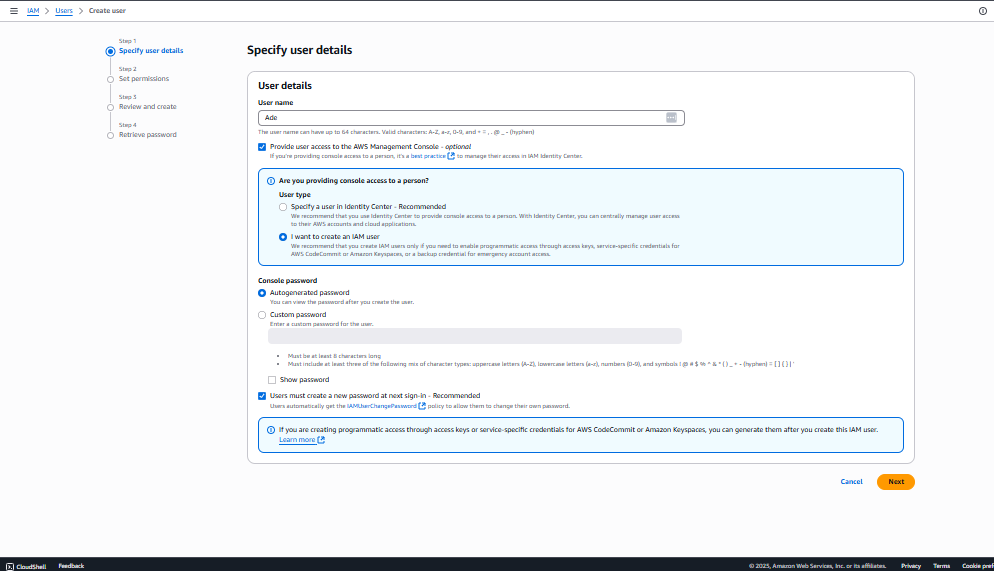 IAM > Users > Create user
Step 1
Specify user details
Step 2
Set permissions
Step 3
Review and create
Step 4
Retrieve password
Specify user details
User details
User name
Ade
The user name can have up to 64 characters. Valid characters: A-Z, a-z, 0-9, and + = , . @ _ - (hyphen)
Provide user access to the AWS Management Console - optional
If you're providing console access to a person, it's a best practice to manage their access in IAM Identity Center.
Are you providing console access to a person?
User type
Specify a user in Identity Center - Recommended
We recommend that you use Identity Center to provide console access to a person. With Identity Center, you can centrally manage user access
to their AWS accounts and cloud applications.
I want to create an IAM user
We recommend that you create IAM users only if you need to enable programmatic access through access keys, service-specific credentials for
AWS CodeCommit or Amazon Keyspaces, or a backup credential for emergency account access.
Console password
Autogenerated password
You can view the password after you create the user.
Custom password
Enter a custom password for the user.
• Must be at least 8 characters long
• Must include at least three of the following mix of character types: uppercase letters (A-Z), lowercase letters (a-z), numbers (0-9), and symbols ! @ # $ % ^ & * ( ) _ + - (hyphen) = [ ] { } | '
Show password
Users must create a new password at next sign-in - Recommended
Users automatically get the IAMUserChangePassword policy to allow them to change their own password.
If you are creating programmatic access through access keys or service-specific credentials for AWS CodeCommit or Amazon Keyspaces, you can generate them after you create this IAM user.
Learn more
Cancel
Next
CloudShell
Feedback
© 2025, Amazon Web Services, Inc. or its affiliates.
Privacy
Terms
Cookie pref